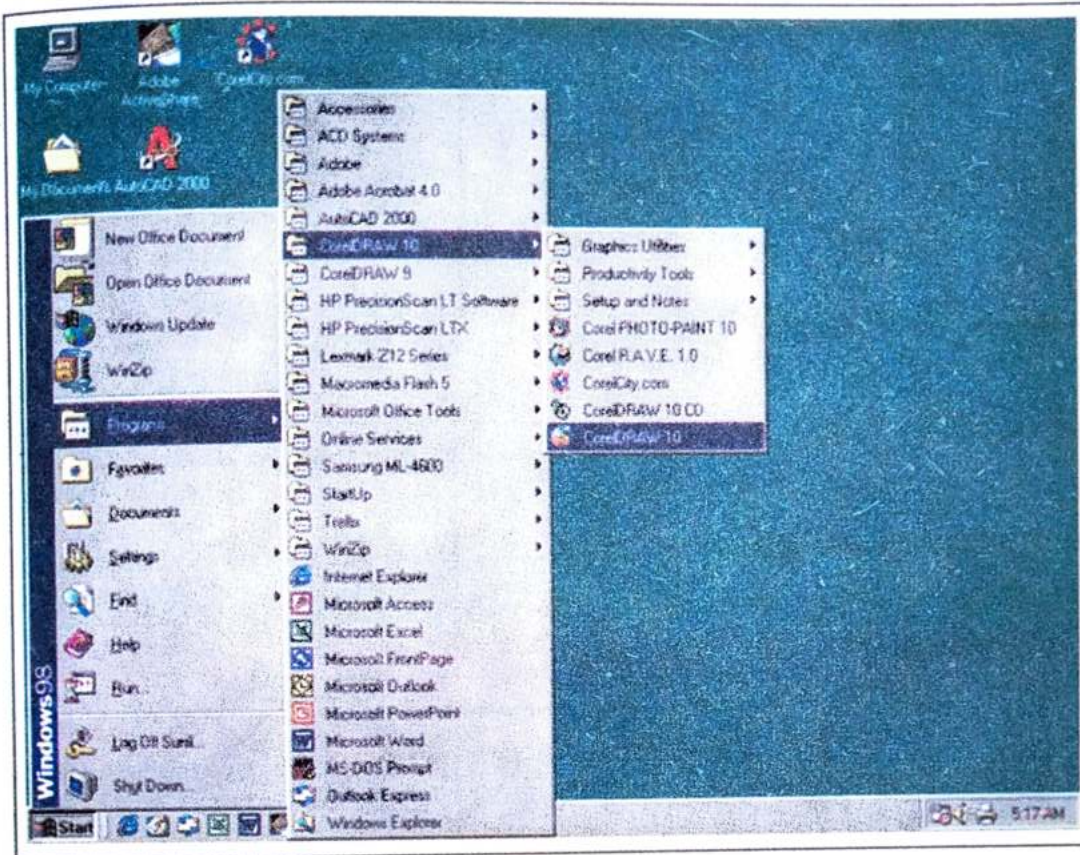 My Computer
Adobe
ActiveShare
CorelCity.com
My Documents
AutoCAD 2000
New Office Document
Open Office Document
Windows Update
WinZip
Programs
Favorites
Documents
Settings
Find
Help
Run...
Log Off Sunil...
Shut Down...
Windows98
Accessories
ACD Systems
Adobe
Adobe Acrobat 4.0
AutoCAD 2000
CorelDRAW 10
CorelDRAW 9
HP PrecisionScan LT Software
HP PrecisionScan LTX
Lexmark Z12 Series
Macromedia Flash 5
Microsoft Office Tools
Online Services
Samsung ML-4600
StartUp
Trellix
WinZip
Internet Explorer
Microsoft Access
Microsoft Excel
Microsoft FrontPage
Microsoft Outlook
Microsoft PowerPoint
Microsoft Word
MS-DOS Prompt
Outlook Express
Windows Explorer
Graphics Utilities
Productivity Tools
Setup and Notes
Corel PHOTO-PAINT 10
Corel R.A.V.E. 1.0
CorelCity.com
CorelDRAW 10 CD
CorelDRAW 10
Start
5:17 AM